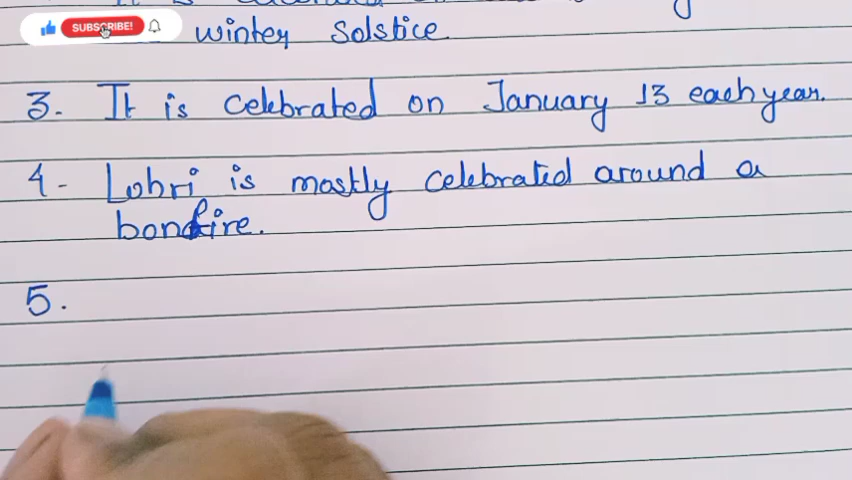 SUBSCRIBE!
winter Solstice.
3. It is celebrated on January 13 each year.
4- Lohri is mostly celebrated around a
bonfire.
5.